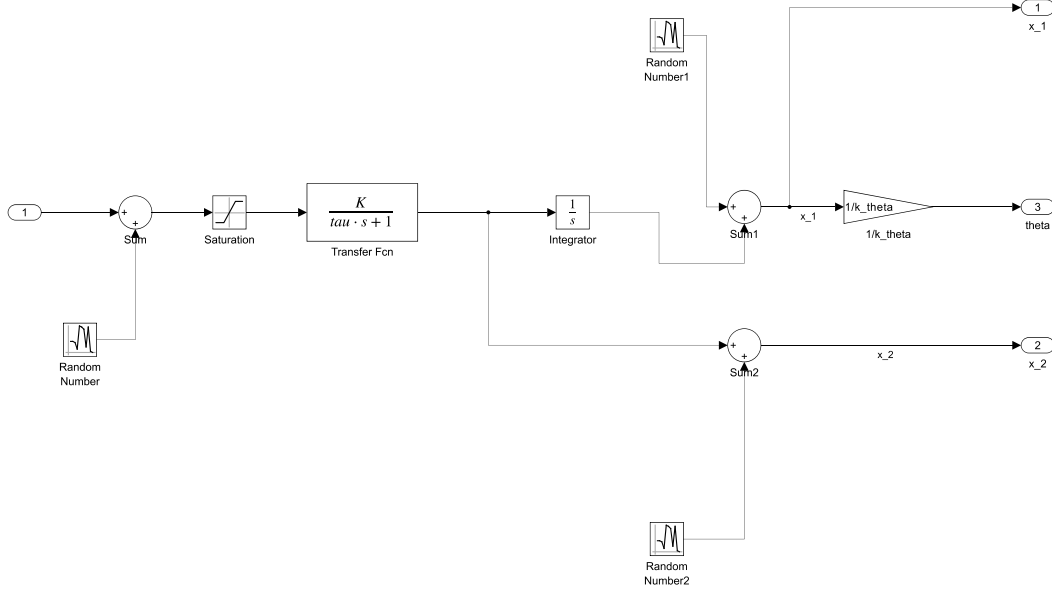 1
x_1
Random
Number1
1
+
+
Sum
Saturation
K
tau · s + 1
Transfer Fcn
1
s
Integrator
+
+
Sum1
x_1
1/k_theta
1/k_theta
3
theta
Random
Number
+
+
Sum2
x_2
2
x_2
Random
Number2